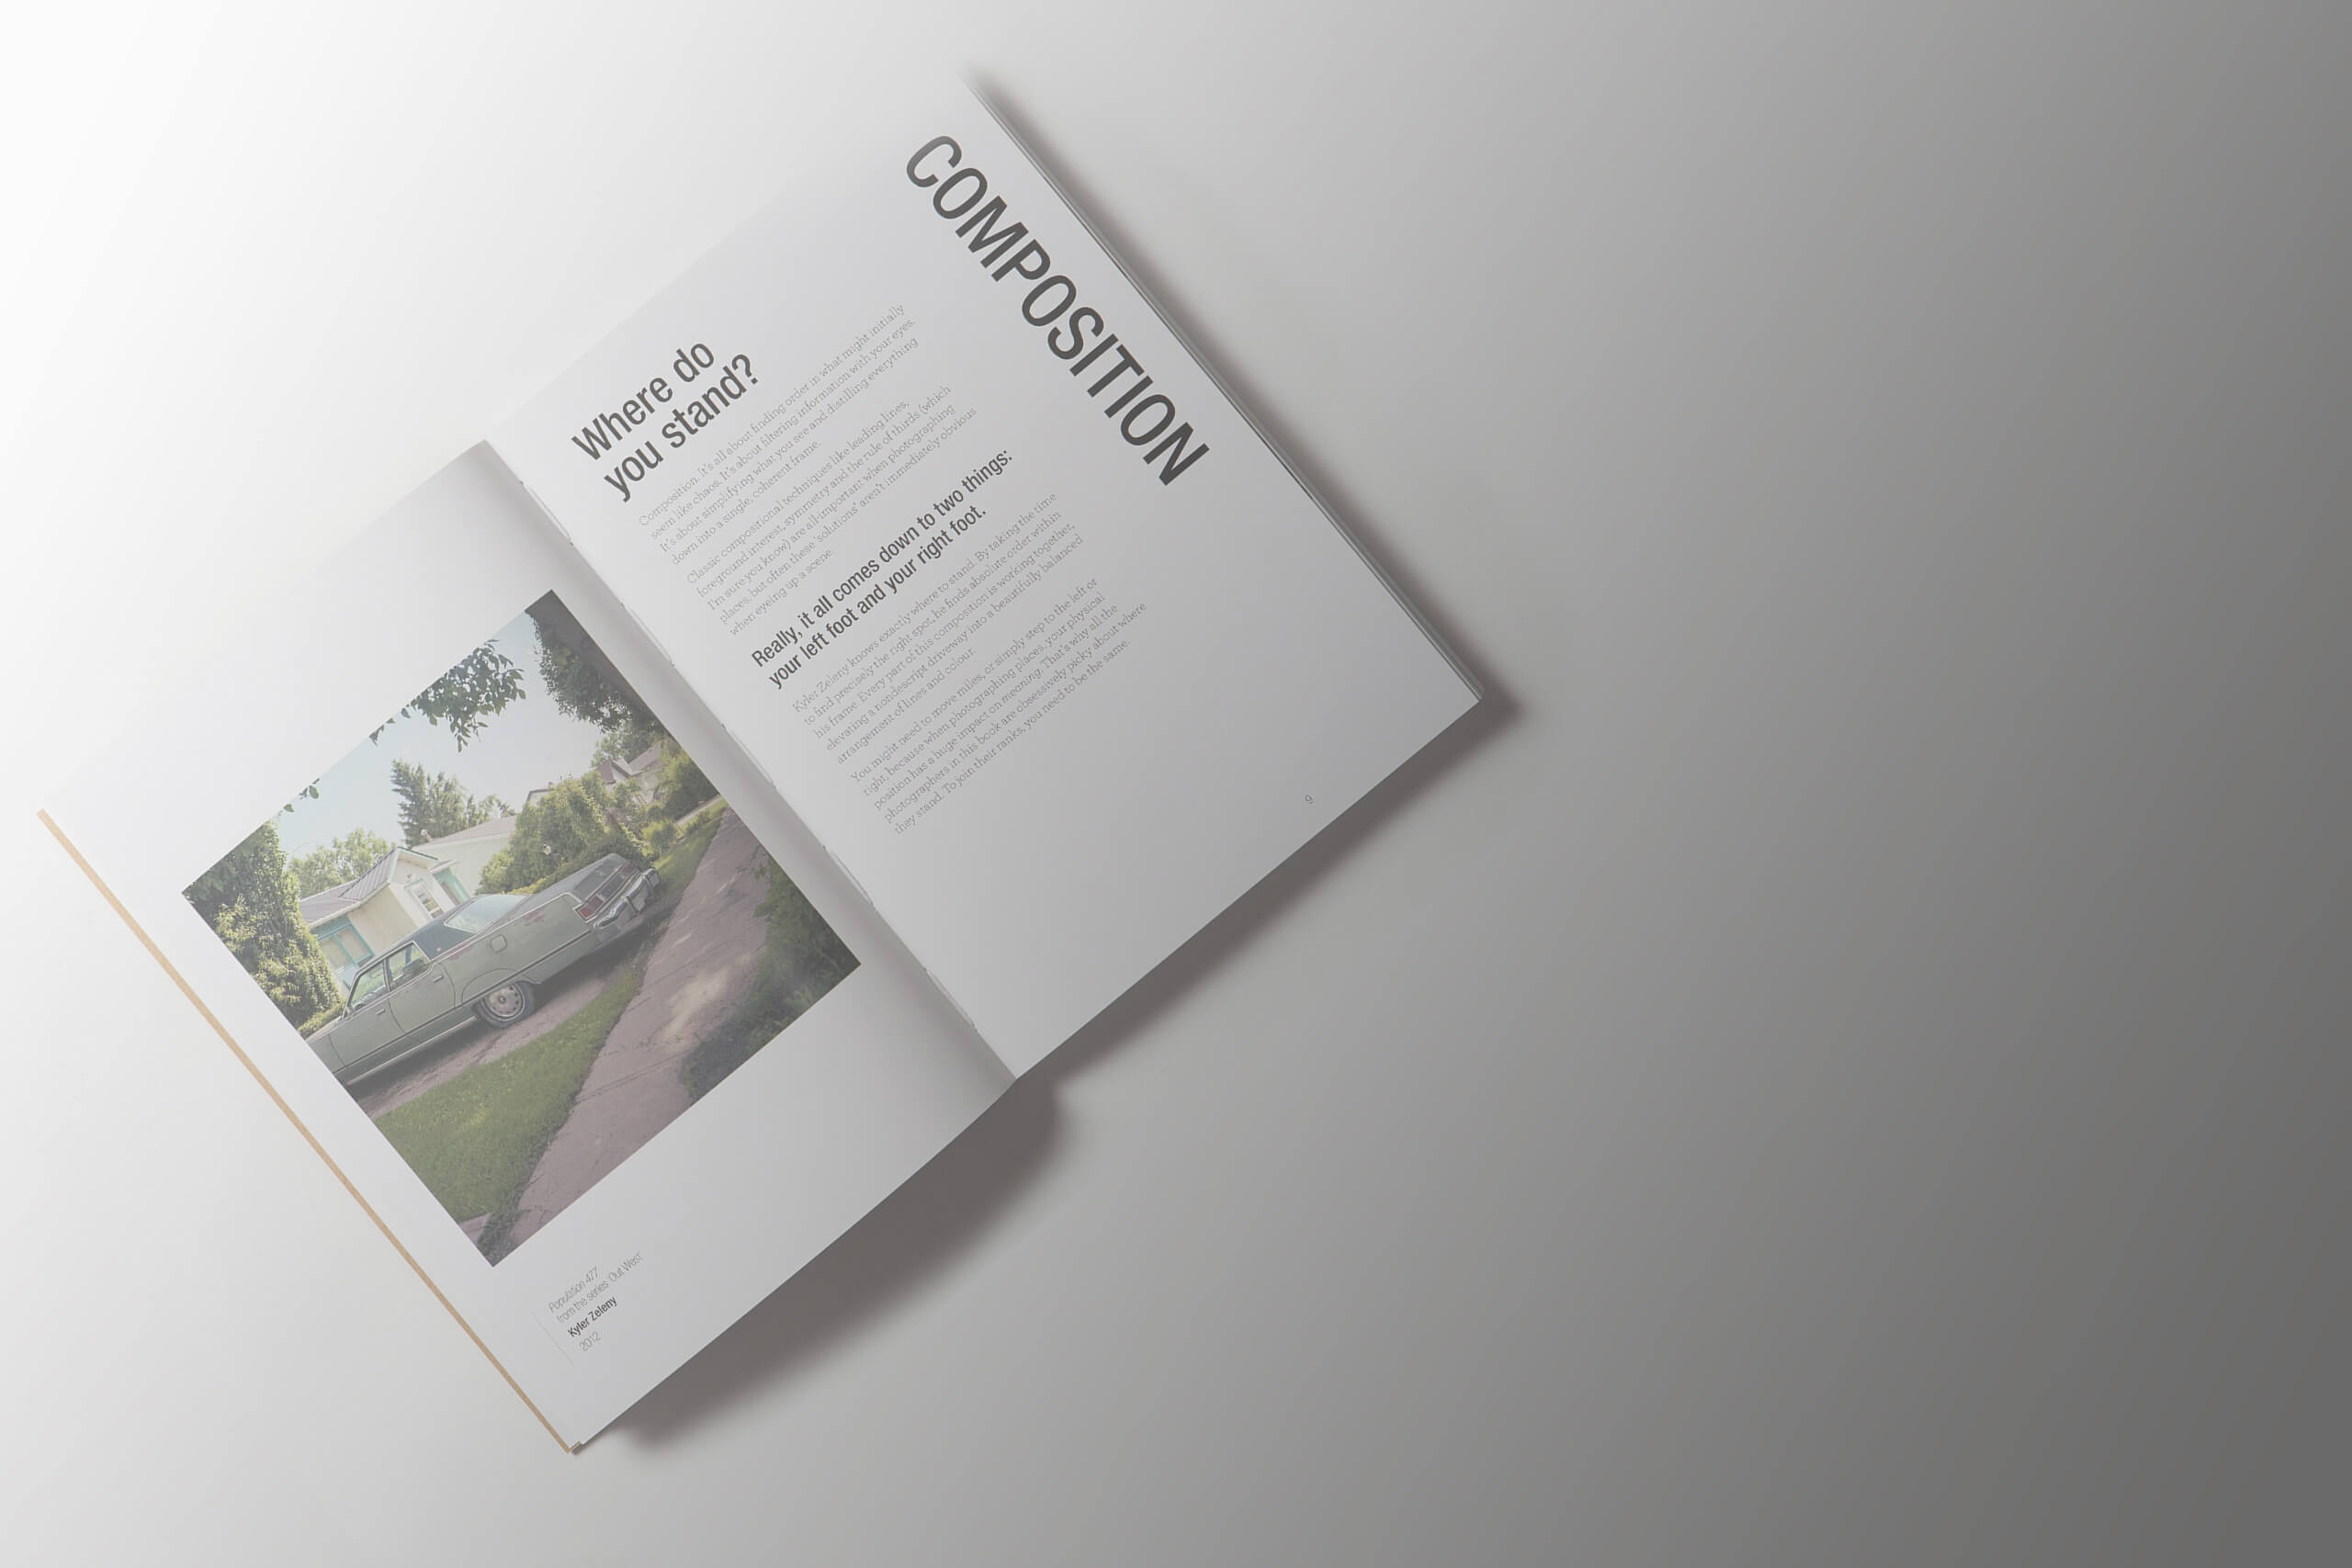 Population 477
from the series 'Out West'
Kyler Zeleny
2012
COMPOSITION
Where do
you stand?
Composition. It's all about finding order in what might initially
seem like chaos. It's about filtering information with your eyes.
It's about simplifying what you see and distilling everything
down into a single, coherent frame.
Classic compositional techniques like leading lines,
foreground interest, symmetry and the rule of thirds (which
I'm sure you know) are all-important when photographing
places, but often these 'solutions' aren't immediately obvious
when eyeing up a scene.
Really, it all comes down to two things:
your left foot and your right foot.
Kyler Zeleny knows exactly where to stand. By taking the time
to find precisely the right spot, he finds absolute order within
his frame. Every part of this composition is working together,
elevating a nondescript driveway into a beautifully balanced
arrangement of lines and colour.
You might need to move miles, or simply step to the left or
right, because when photographing places, your physical
position has a huge impact on meaning. That's why all the
photographers in this book are obsessively picky about where
they stand. To join their ranks, you need to be the same.
9